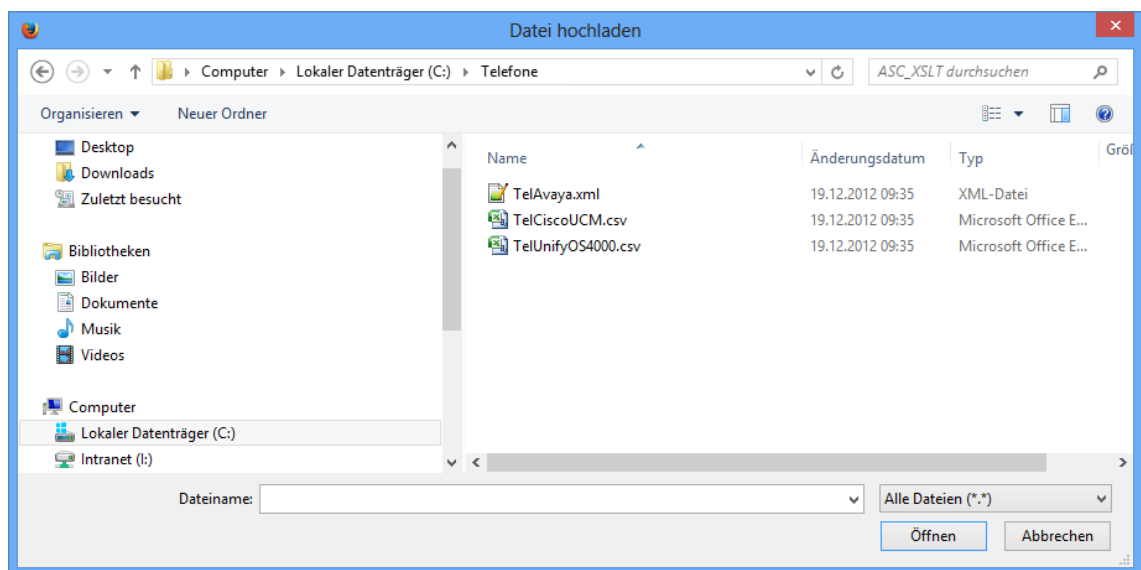 Datei hochladen
Computer Lokaler Datenträger (C:) Telefone ASC_XSLT durchsuchen
Organisieren Neuer Ordner
Desktop
Downloads
Zuletzt besucht
Bibliotheken
Bilder
Dokumente
Musik
Videos
Computer
Lokaler Datenträger (C:)
Intranet (I:)
Name Änderungsdatum Typ Größ
TelAvaya.xml 19.12.2012 09:35 XML-Datei
TelCiscoUCM.csv 19.12.2012 09:35 Microsoft Office E...
TelUnifyOS4000.csv 19.12.2012 09:35 Microsoft Office E...
Dateiname: Alle Dateien (*.*)
Öffnen Abbrechen